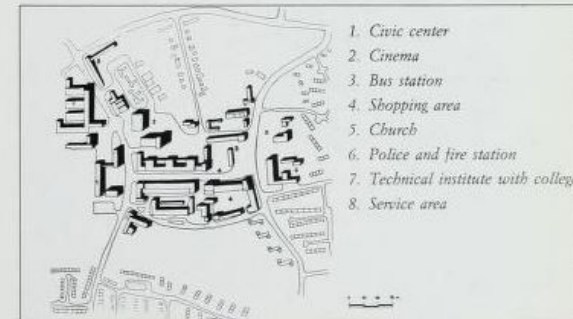 1. Civic center
2. Cinema
3. Bus station
4. Shopping area
5. Church
6. Police and fire station
7. Technical institute with colleg
8. Service area